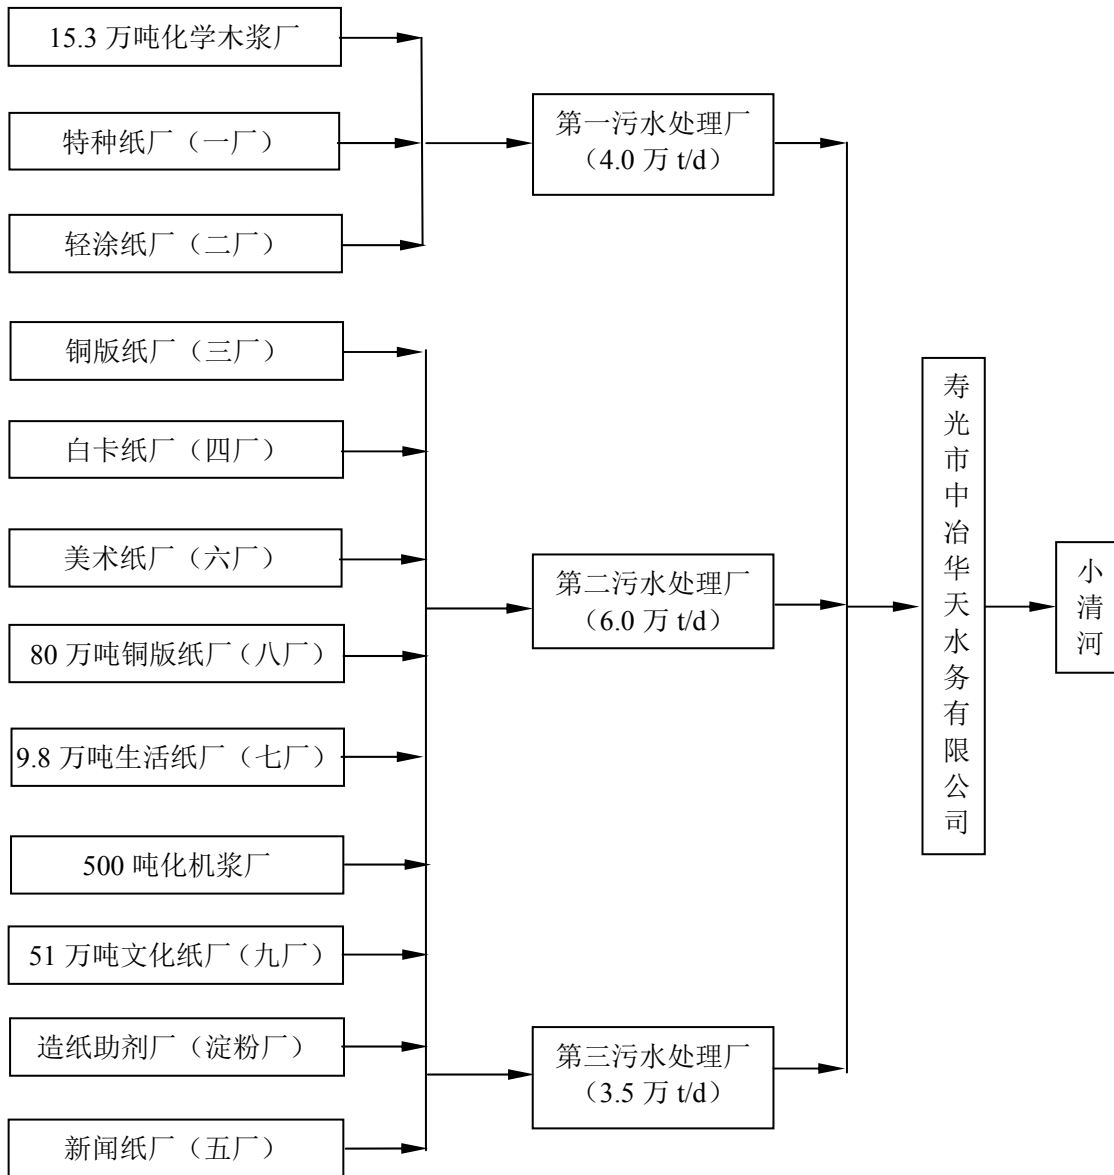 15.3 万吨化学木浆厂
特种纸厂（一厂）
轻涂纸厂（二厂）
铜版纸厂（三厂）
白卡纸厂（四厂）
美术纸厂（六厂）
80 万吨铜版纸厂（八厂）
9.8 万吨生活纸厂（七厂）
500 吨化机浆厂
51 万吨文化纸厂（九厂）
造纸助剂厂（淀粉厂）
新闻纸厂（五厂）
第一污水处理厂
（4.0 万 t/d）
第二污水处理厂
（6.0 万 t/d）
第三污水处理厂
（3.5 万 t/d）
寿光市中冶华天水务有限公司
小清河